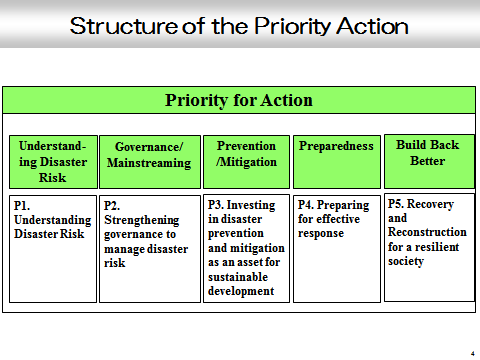 Structure of the Priority Action
Priority for Action
Understand-
ing Disaster
Risk
Governance/
Mainstreaming
Prevention
/Mitigation
Preparedness
Build Back
Better
P1.
Understanding
Disaster Risk
P2.
Strengthening
governance to
manage disaster
risk
P3. Investing
in disaster
prevention
and mitigation
as an asset for
sustainable
development
P4. Preparing
for effective
response
P5. Recovery
and
Reconstruction
for a resilient
society
4